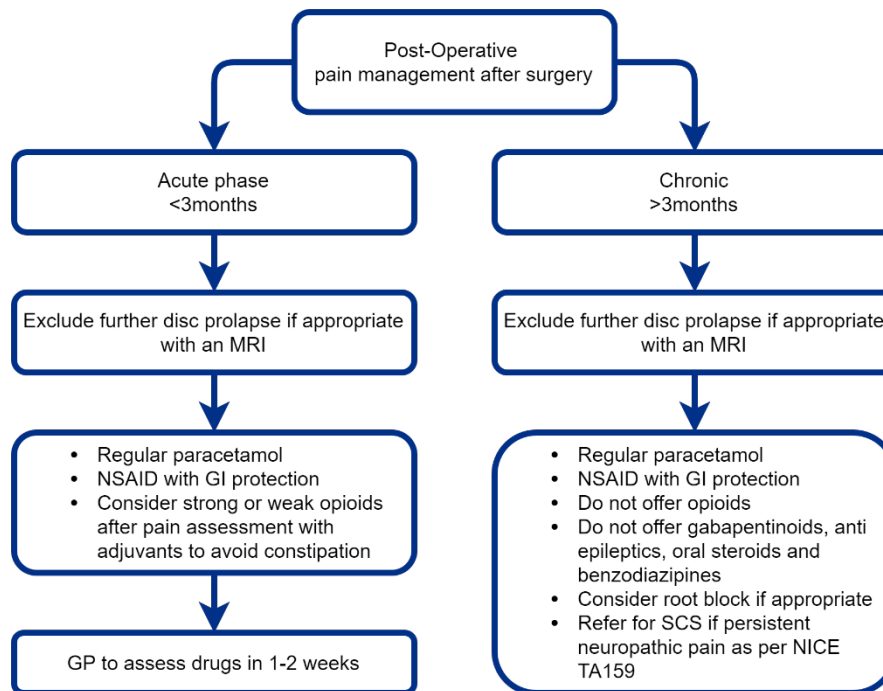 Post-Operative
pain management after surgery
Acute phase
<3months
Chronic
>3months
Exclude further disc prolapse if appropriate
with an MRI
Exclude further disc prolapse if appropriate
with an MRI
• Regular paracetamol
• NSAID with GI protection
• Consider strong or weak opioids
after pain assessment with
adjuvants to avoid constipation
• Regular paracetamol
• NSAID with GI protection
• Do not offer opioids
• Do not offer gabapentinoids, anti
epileptics, oral steroids and
benzodiazipines
• Consider root block if appropriate
• Refer for SCS if persistent
neuropathic pain as per NICE
TA159
GP to assess drugs in 1-2 weeks